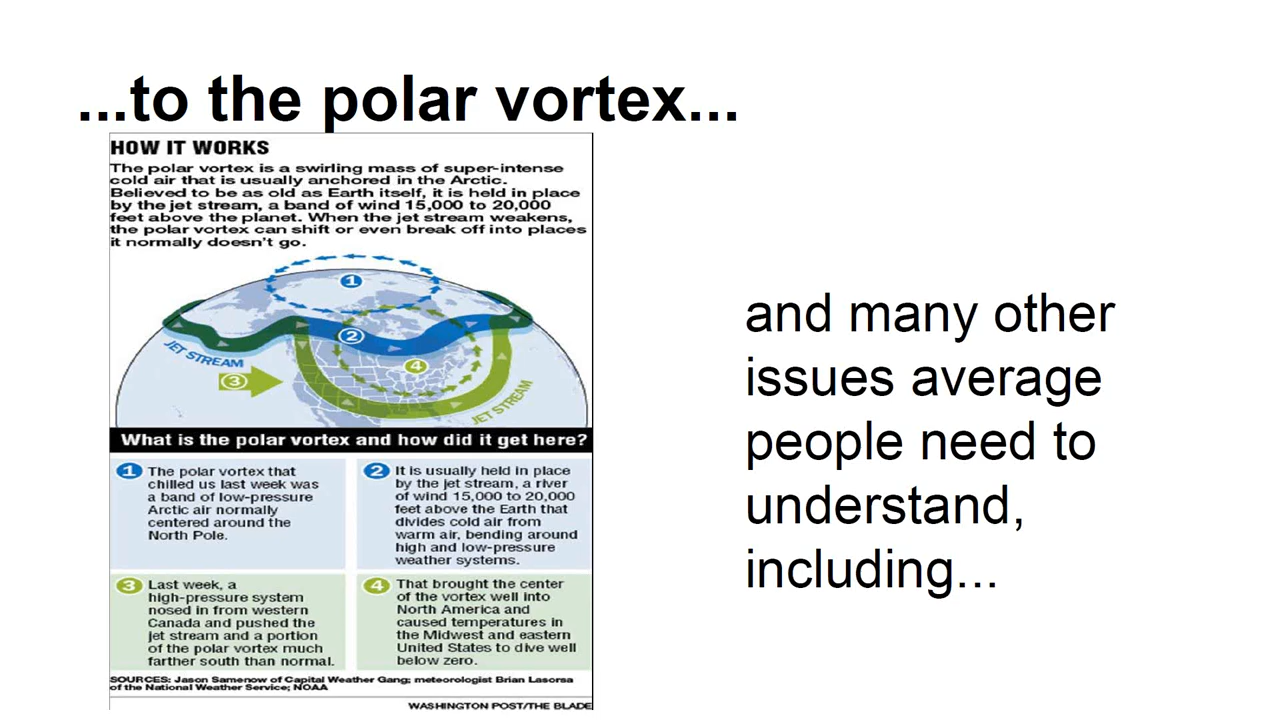 ...to the polar vortex...
HOW IT WORKS
The polar vortex is a swirling mass of super-intense
cold air that is usually anchored in the Arctic.
Believed to be as old as Earth itself, it is held in place
by the jet stream, a band of wind 15,000 to 20,000
feet above the planet. When the jet stream weakens,
the polar vortex can shift or even break off into places
it normally doesn't go.
1
2
JET STREAM
3
4
JET STREAM
What is the polar vortex and how did it get here?
1 The polar vortex that
chilled us last week was
a band of low-pressure
Arctic air normally
centered around the
North Pole.
2 It is usually held in place
by the jet stream, a river
of wind 15,000 to 20,000
feet above the Earth that
divides cold air from
warm air, bending around
high and low-pressure
weather systems.
3 Last week, a
high-pressure system
nosed in from western
Canada and pushed the
jet stream and a portion
of the polar vortex much
farther south than normal.
4 That brought the center
of the vortex well into
North America and
caused temperatures in
the Midwest and eastern
United States to dive well
below zero.
SOURCES: Jason Samenow of Capital Weather Gang; meteorologist Brian Lasorsa
of the National Weather Service; NOAA
WASHINGTON POST/THE BLADE
and many other
issues average
people need to
understand,
including...